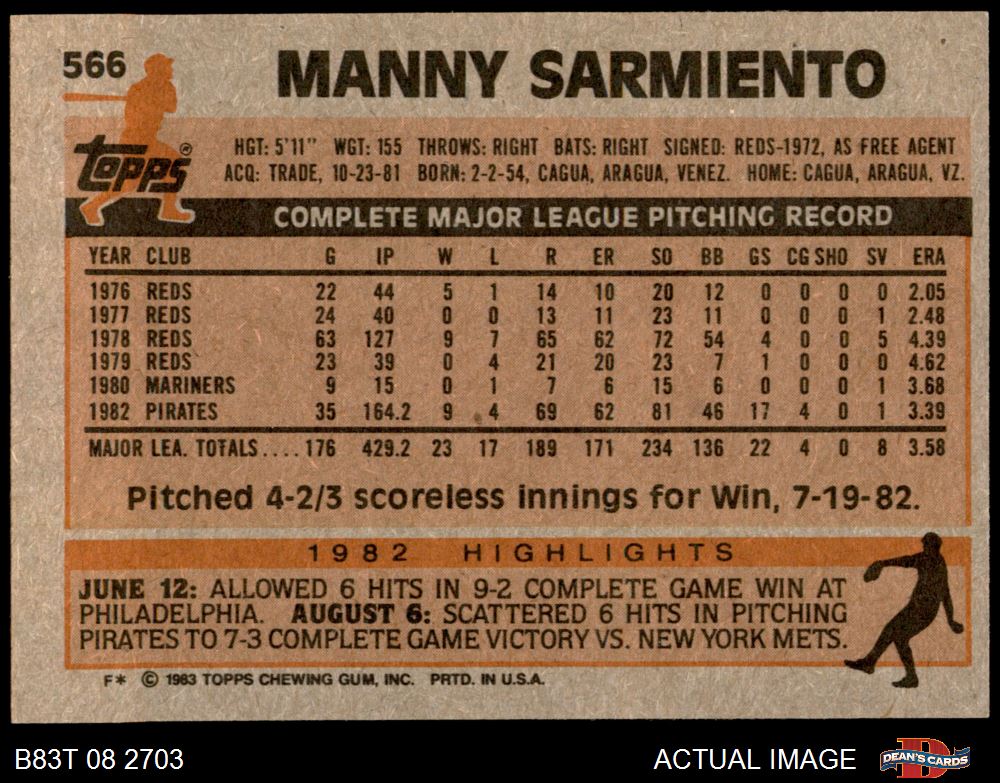 566
MANNY SARMIENTO
topps®
HGT: 5'11" WGT: 155 THROWS: RIGHT BATS: RIGHT SIGNED: REDS-1972, AS FREE AGENT
ACQ: TRADE, 10-23-81 BORN: 2-2-54, CAGUA, ARAGUA, VENEZ. HOME: CAGUA, ARAGUA, VZ.
COMPLETE MAJOR LEAGUE PITCHING RECORD
YEAR CLUB G IP W L R ER SO BB GS CG SHO SV ERA
1976 REDS 22 44 5 1 14 10 20 12 0 0 0 0 2.05
1977 REDS 24 40 0 0 13 11 23 11 0 0 0 1 2.48
1978 REDS 63 127 9 7 65 62 72 54 4 0 0 5 4.39
1979 REDS 23 39 0 4 21 20 23 7 1 0 0 0 4.62
1980 MARINERS 9 15 0 1 7 6 15 6 0 0 0 1 3.68
1982 PIRATES 35 164.2 9 4 69 62 81 46 17 4 0 1 3.39
MAJOR LEA. TOTALS.... 176 429.2 23 17 189 171 234 136 22 4 0 8 3.58
Pitched 4-2/3 scoreless innings for Win, 7-19-82.
1982 HIGHLIGHTS
JUNE 12: ALLOWED 6 HITS IN 9-2 COMPLETE GAME WIN AT
PHILADELPHIA. AUGUST 6: SCATTERED 6 HITS IN PITCHING
PIRATES TO 7-3 COMPLETE GAME VICTORY VS. NEW YORK METS.
F* © 1983 TOPPS CHEWING GUM, INC. PRTD. IN U.S.A.
B83T 08 2703
ACTUAL IMAGE
D
DEAN'S CARDS